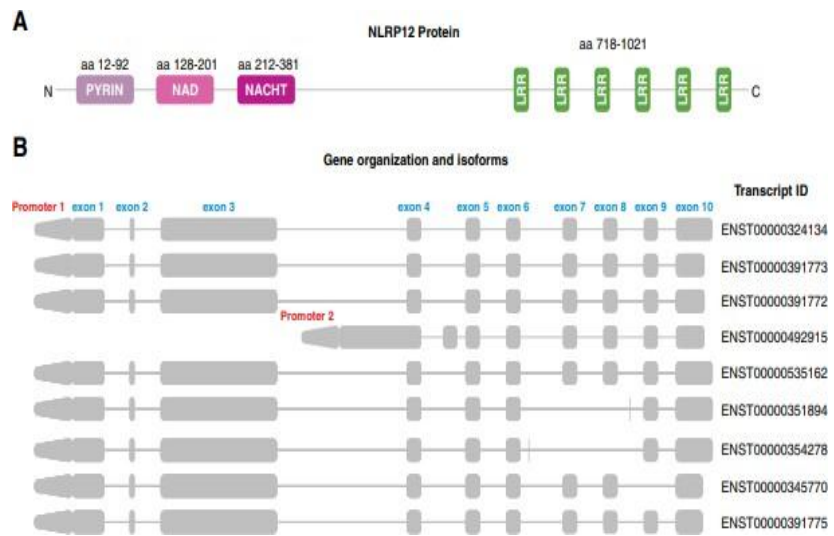 A
NLRP12 Protein
aa 12-92 aa 128-201 aa 212-381 aa 718-1021
N PYRIN NAD NACHT LRR LRR LRR LRR LRR LRR C
B
Gene organization and isoforms
Transcript ID
Promoter 1 exon 1 exon 2 exon 3 exon 4 exon 5 exon 6 exon 7 exon 8 exon 9 exon 10
ENST00000324134
ENST00000391773
ENST00000391772
Promoter 2
ENST00000492915
ENST00000535162
ENST00000351894
ENST00000354278
ENST00000345770
ENST00000391775